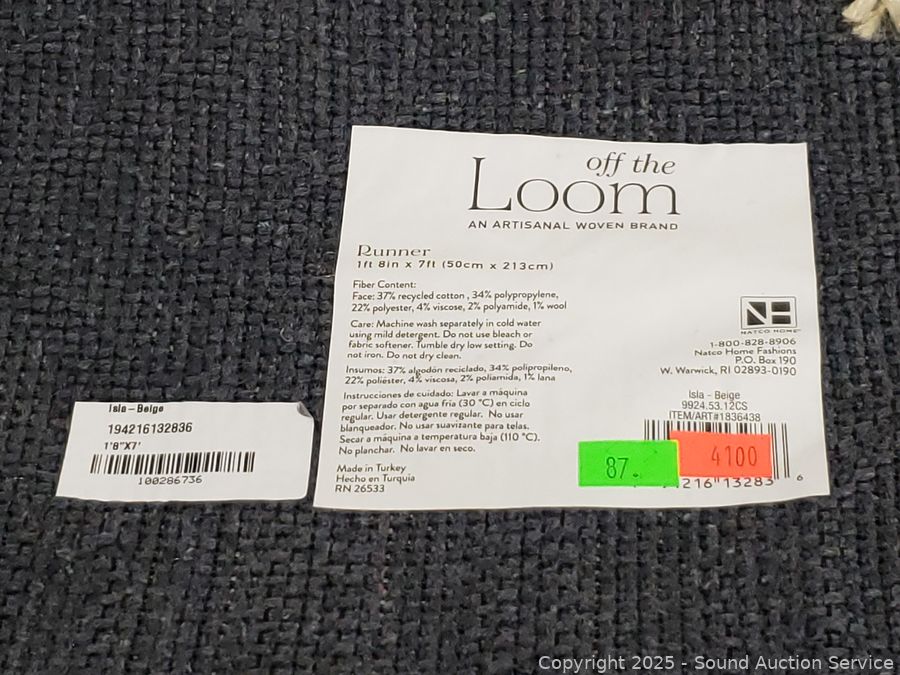 off the
Loom
AN ARTISANAL WOVEN BRAND
Runner
1ft 8in x 7ft (50cm x 213cm)
Fiber Content:
Face: 37% recycled cotton , 34% polypropylene,
22% polyester, 4% viscose, 2% polyamide, 1% wool
Care: Machine wash separately in cold water
using mild detergent. Do not use bleach or
fabric softener. Tumble dry low setting. Do
not iron. Do not dry clean.
Insumos: 37% algodón reciclado, 34% polipropileno,
22% poliéster, 4% viscosa, 2% poliamida, 1% lana
Instrucciones de cuidado: Lavar a máquina
por separado con agua fría (30 °C) en ciclo
regular. Usar detergente regular. No usar
blanqueador. No usar suavizante para telas.
Secar a máquina a temperatura baja (110 °C).
No planchar. No lavar en seco.
Made in Turkey
Hecho en Turquía
RN 26533
NATCO HOME
1-800-828-8906
Natco Home Fashions
P.O. Box 190
W. Warwick, RI 02893-0190
Isla - Beige
9924.53.12CS
ITEM/ART#1836438
87.
4100
216 13283 6
Isla – Beige
194216132836
1'8"X7'
100286736
Copyright 2025 - Sound Auction Service